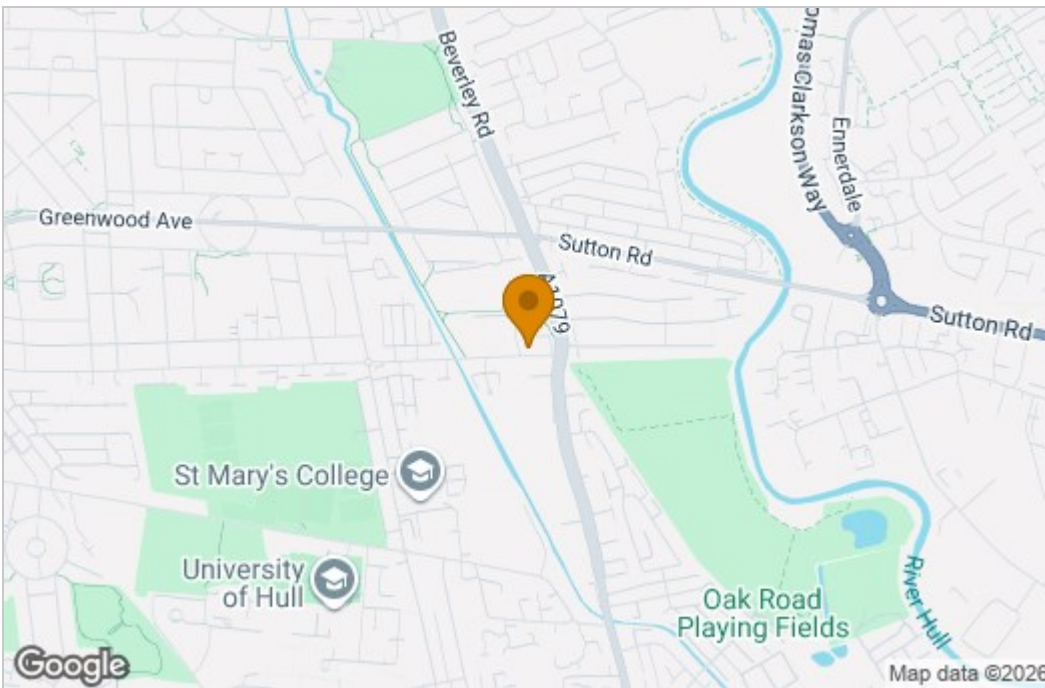 Beverley Rd
omas Clarkson Way
Ennerdale
Greenwood Ave
Sutton Rd
A1079
Sutton Rd
St Mary's College
University
of Hull
Oak Road
Playing Fields
River Hull
Google
Map data ©2026